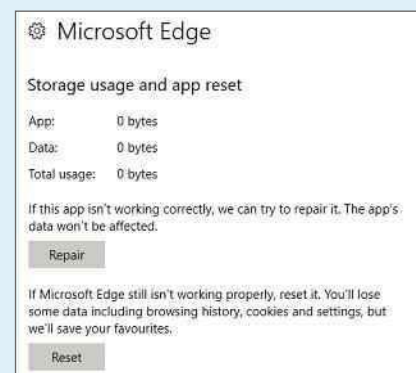 Microsoft Edge
Storage usage and app reset
App: 0 bytes
Data: 0 bytes
Total usage: 0 bytes
If this app isn't working correctly, we can try to repair it. The app's
data won't be affected.
Repair
If Microsoft Edge still isn't working properly, reset it. You'll lose
some data including browsing history, cookies and settings, but
we'll save your favourites.
Reset